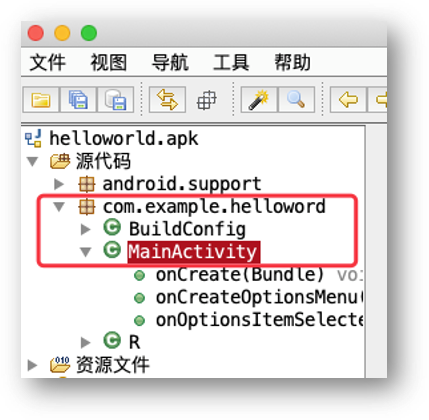 文件 视图 导航 工具 帮助
helloworld.apk
源代码
android.support
com.example.helloword
BuildConfig
MainActivity
onCreate(Bundle) voi
onCreateOptionsMenu(
onOptionsItemSelecte
R
资源文件